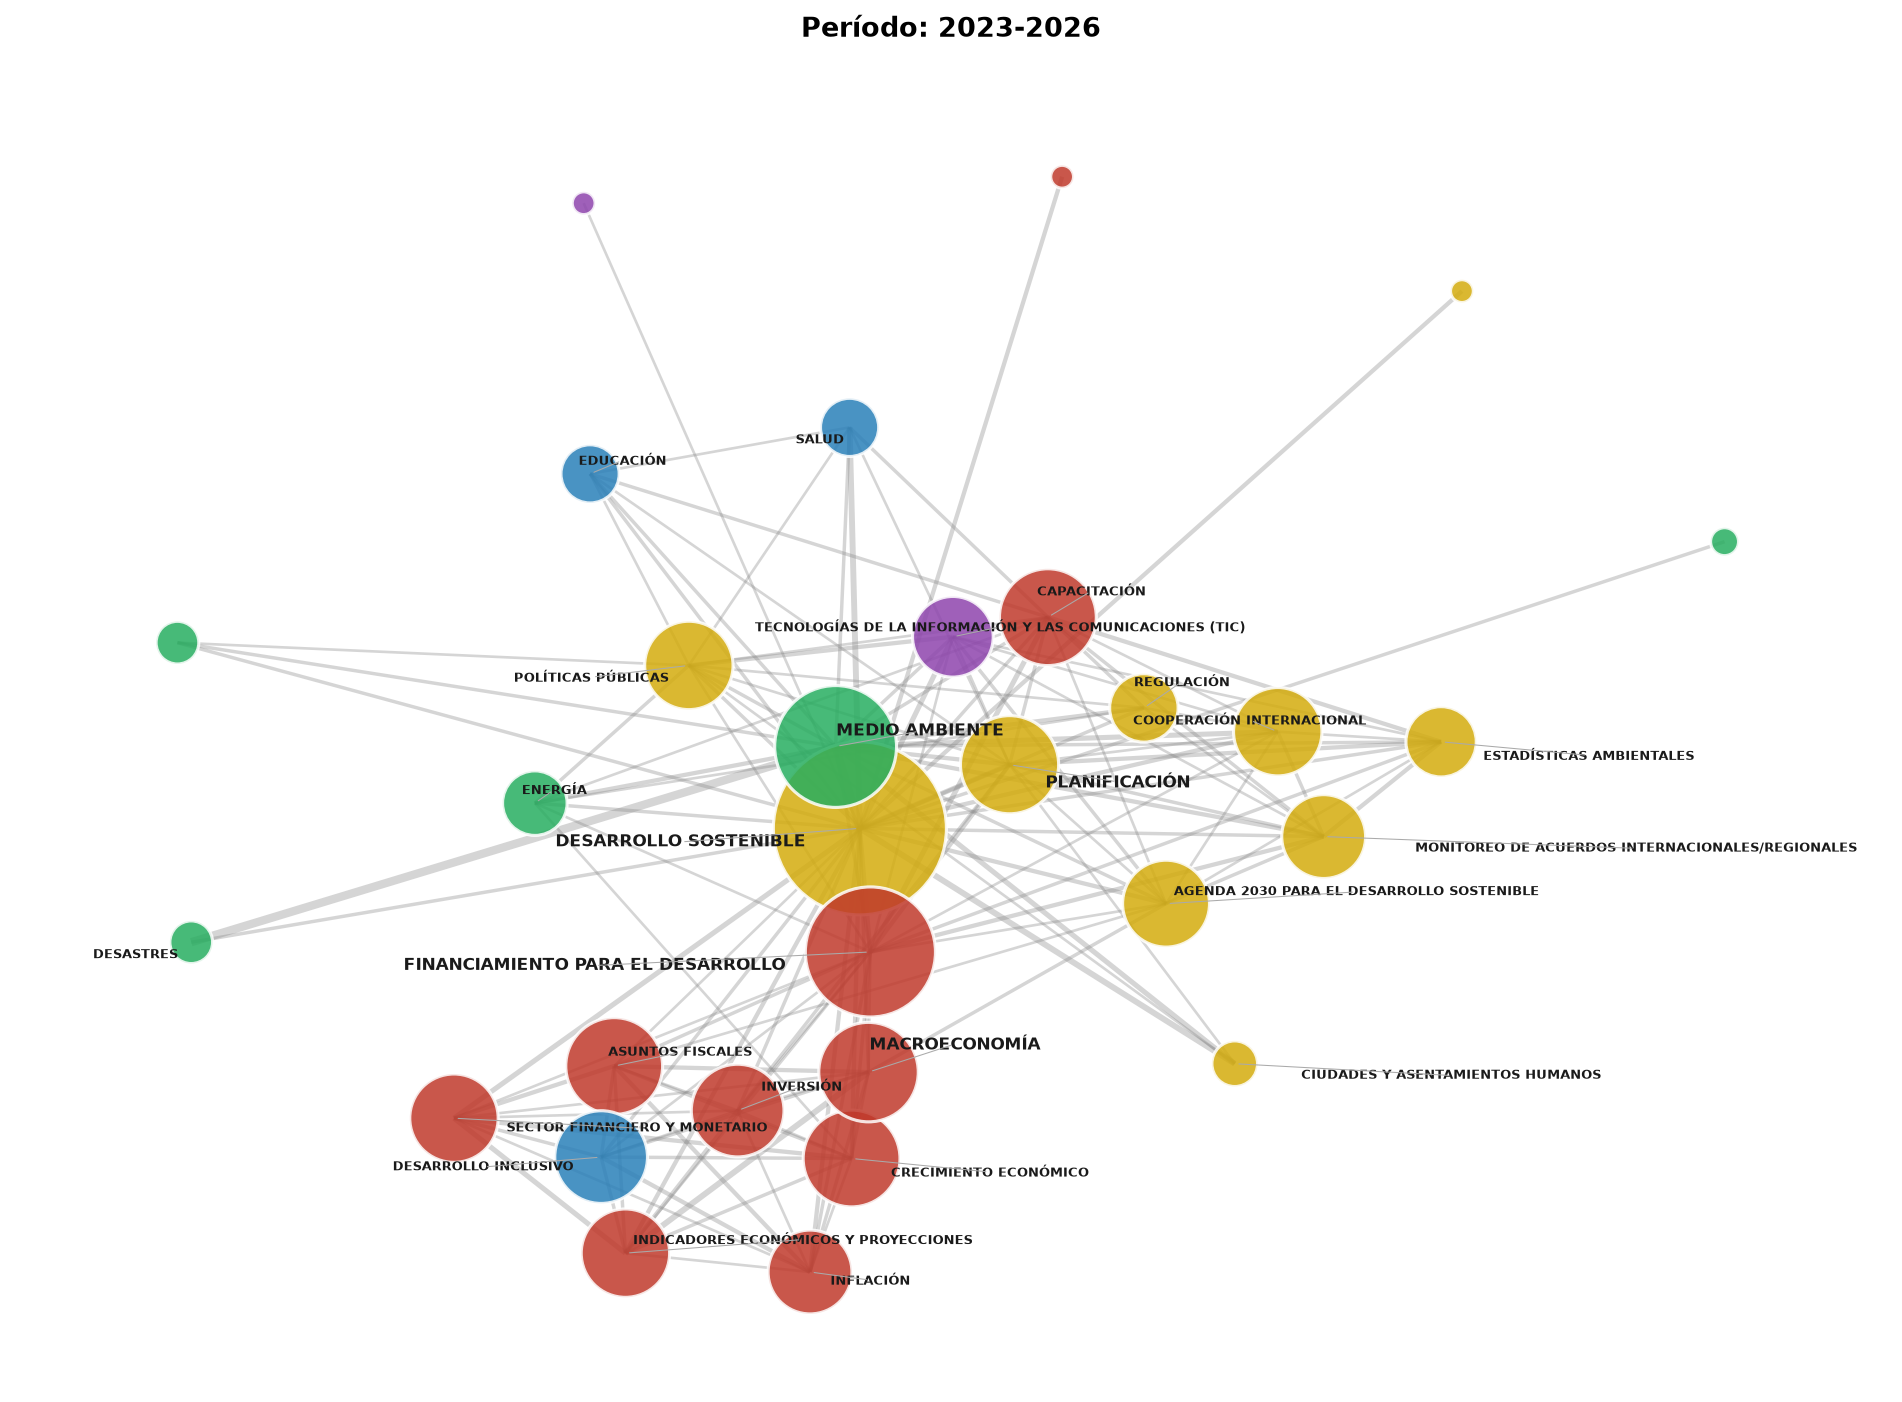 Período: 2023-2026
SALUD
EDUCACIÓN
CAPACITACIÓN
TECNOLOGÍAS DE LA INFORMACIÓN Y LAS COMUNICACIONES (TIC)
POLÍTICAS PÚBLICAS
REGULACIÓN
COOPERACIÓN INTERNACIONAL
MEDIO AMBIENTE
ESTADÍSTICAS AMBIENTALES
PLANIFICACIÓN
ENERGÍA
DESARROLLO SOSTENIBLE
MONITOREO DE ACUERDOS INTERNACIONALES/REGIONALES
AGENDA 2030 PARA EL DESARROLLO SOSTENIBLE
DESASTRES
FINANCIAMIENTO PARA EL DESARROLLO
MACROECONOMÍA
ASUNTOS FISCALES
CIUDADES Y ASENTAMIENTOS HUMANOS
INVERSIÓN
SECTOR FINANCIERO Y MONETARIO
DESARROLLO INCLUSIVO
CRECIMIENTO ECONÓMICO
INDICADORES ECONÓMICOS Y PROYECCIONES
INFLACIÓN